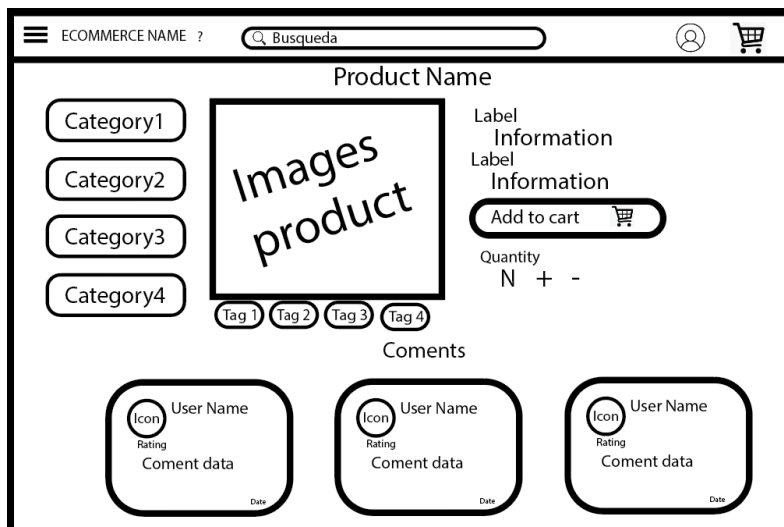 ECOMMERCE NAME ?
Busqueda
Product Name
Category1
Category2
Category3
Category4
Images
product
Tag 1
Tag 2
Tag 3
Tag 4
Label
Information
Label
Information
Add to cart
Quantity
N + -
Coments
Icon
User Name
Rating
Coment data
Date
Icon
User Name
Rating
Coment data
Date
Icon
User Name
Rating
Coment data
Date